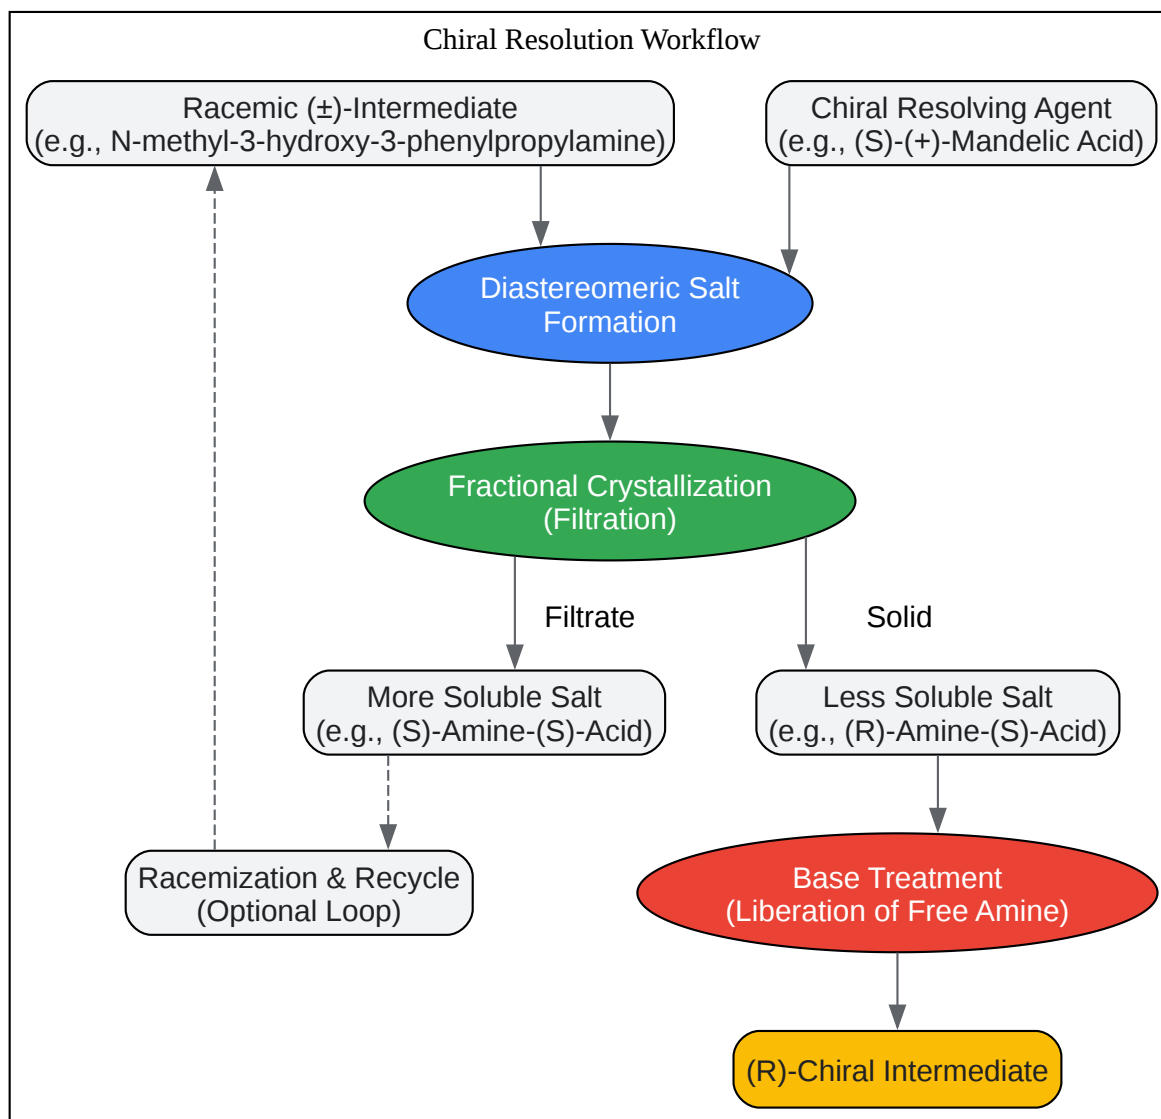 Chiral Resolution Workflow
Racemic (±)-Intermediate
(e.g., N-methyl-3-hydroxy-3-phenylpropylamine)
Chiral Resolving Agent
(e.g., (S)-(+)-Mandelic Acid)
Diastereomeric Salt
Formation
Fractional Crystallization
(Filtration)
Filtrate
Solid
More Soluble Salt
(e.g., (S)-Amine-(S)-Acid)
Less Soluble Salt
(e.g., (R)-Amine-(S)-Acid)
Racemization & Recycle
(Optional Loop)
Base Treatment
(Liberation of Free Amine)
(R)-Chiral Intermediate